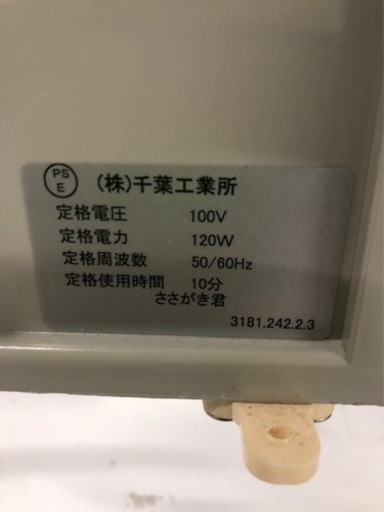 PS
E
(株)千葉工業所
定格電圧 100V
定格電力 120W
定格周波数 50/60Hz
定格使用時間 10分
ささがき君
3181.242.2.3